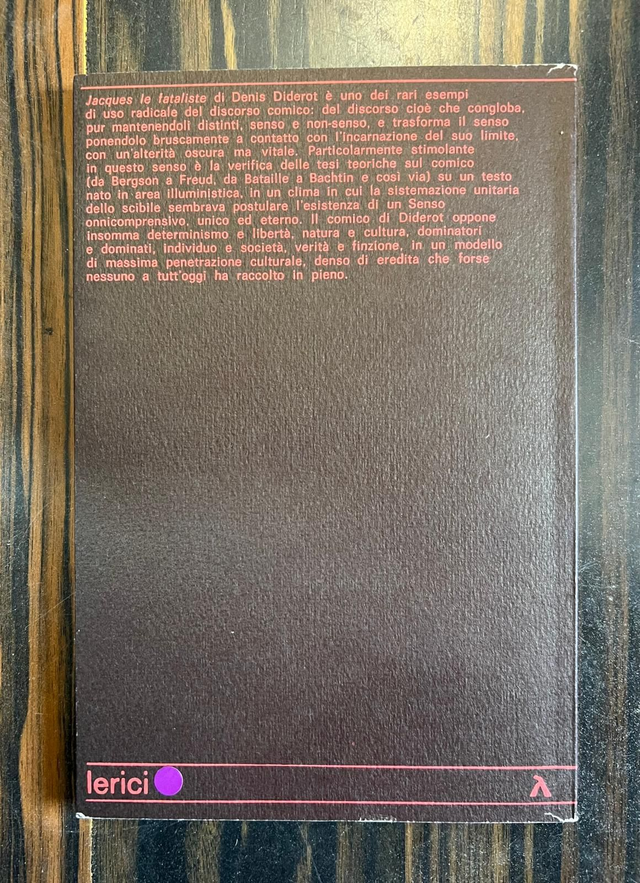 Jacques le fataliste di Denis Diderot è uno dei rari esempi
di uso radicale del discorso comico: del discorso cioè che congloba,
pur mantenendoli distinti, senso e non-senso, e trasforma il senso
ponendolo bruscamente a contatto con l'incarnazione del suo limite,
con un'alterità oscura ma vitale. Particolarmente stimolante
in questo senso è la verifica delle tesi teoriche sul comico
(da Bergson a Freud, da Bataille a Bachtin e così via) su un testo
nato in area illuministica, in un clima in cui la sistemazione unitaria
dello scibile sembrava postulare l'esistenza di un Senso
onnicomprensivo, unico ed eterno. Il comico di Diderot oppone
insomma determinismo e libertà, natura e cultura, dominatori
e dominati, individuo e società, verità e finzione, in un modello
di massima penetrazione culturale, denso di eredita che forse
nessuno a tutt'oggi ha raccolto in pieno.
lerici
λ